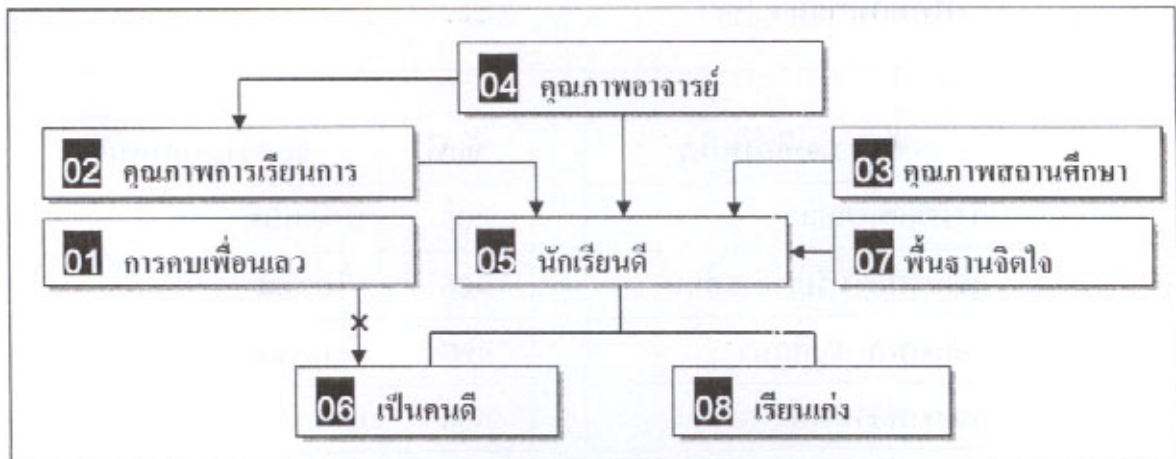 04 คุณภาพอาจารย์
02 คุณภาพการเรียนการ
03 คุณภาพสถานศึกษา
01 การคบเพื่อนเลว
05 นักเรียนดี
07 พื้นฐานจิตใจ
06 เป็นคนดี
08 เรียนเก่ง